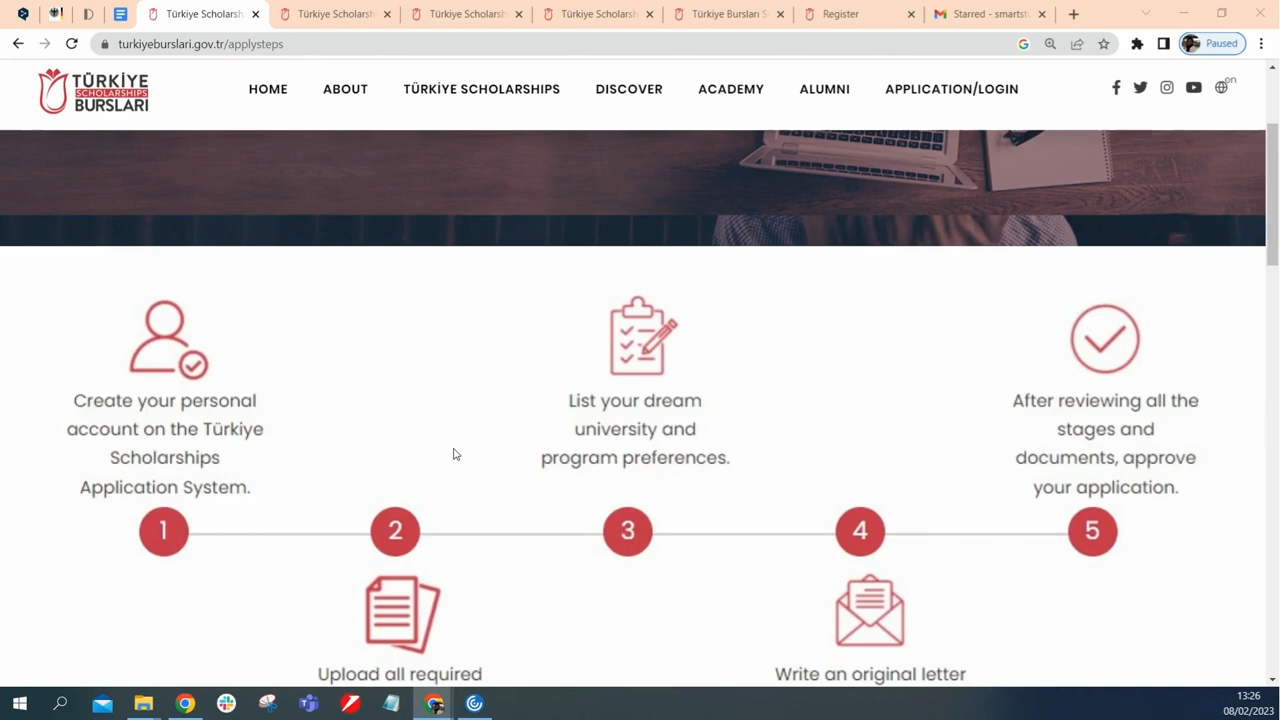 Türkiye Scholarsh
Türkiye Scholarsh
Türkiye Scholarsh
Türkiye Scholarsh
Türkiye Bursları S
Register
Starred - smartst
turkiyeburslari.gov.tr/applysteps
Paused
TÜRKİYE
SCHOLARSHIPS
BURSLARI
HOME
ABOUT
TÜRKİYE SCHOLARSHIPS
DISCOVER
ACADEMY
ALUMNI
APPLICATION/LOGIN
en
Create your personal
account on the Türkiye
Scholarships
Application System.
List your dream
university and
program preferences.
After reviewing all the
stages and
documents, approve
your application.
1
2
3
4
5
Upload all required
Write an original letter
13:26
08/02/2023